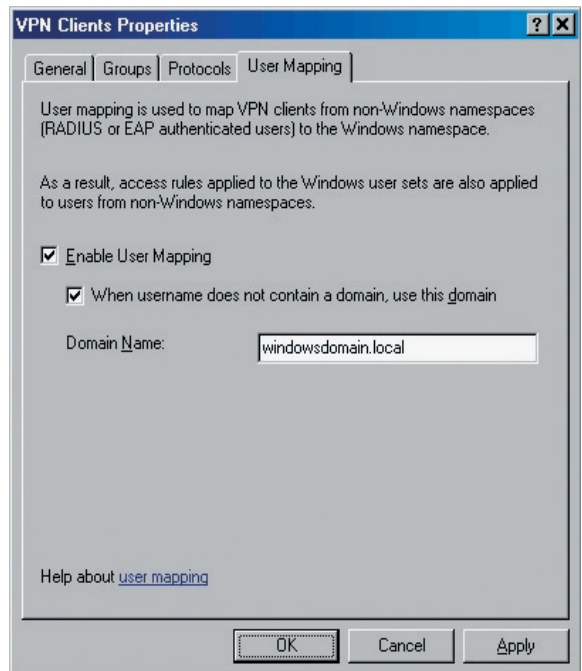 VPN Clients Properties
General Groups Protocols User Mapping
User mapping is used to map VPN clients from non-Windows namespaces
(RADIUS or EAP authenticated users) to the Windows namespace.
As a result, access rules applied to the Windows user sets are also applied
to users from non-Windows namespaces.
Enable User Mapping
When username does not contain a domain, use this domain
Domain Name: windowsdomain.local
Help about user mapping
OK Cancel Apply